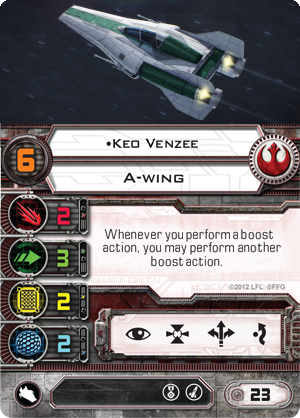 •Keo Venzee
6
A-wing
2
3
2
2
Whenever you perform a boost
action, you may perform another
boost action.
©2012 LFL ©FFG
23